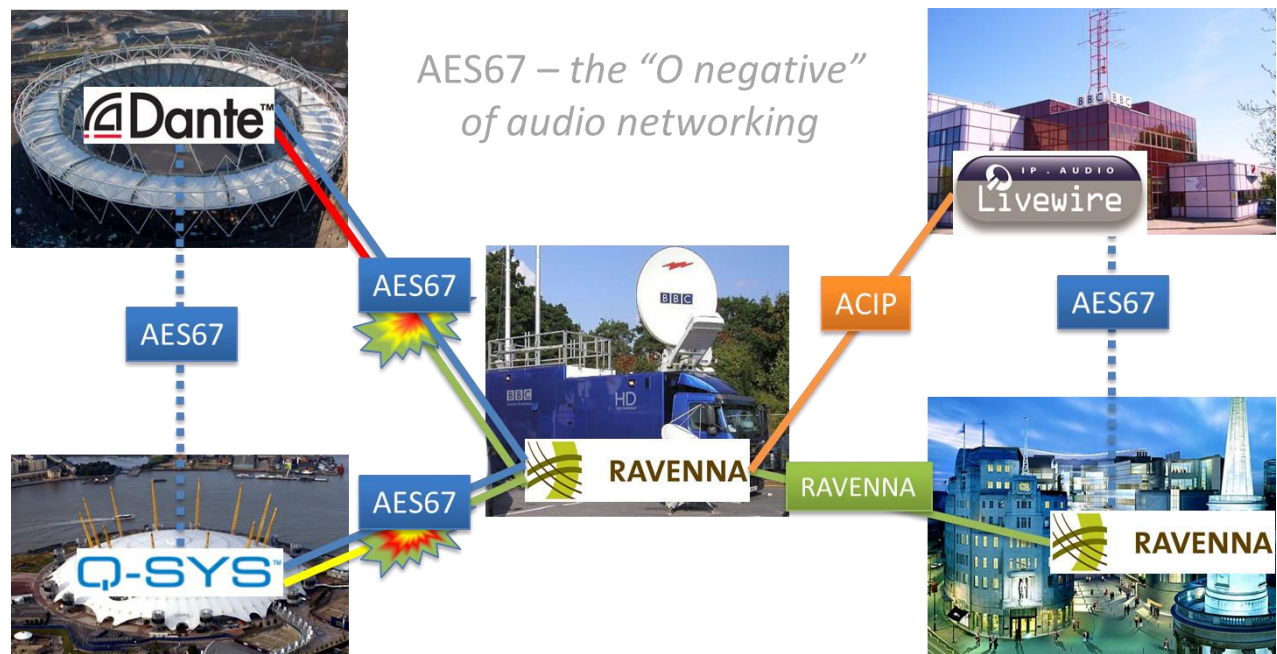 AES67 – the “O negative”
of audio networking
Dante™
BBC BBC
IP.AUDIO
Livewire
AES67
AES67
BBC
ACIP
AES67
BBC
HD
RAVENNA
AES67
RAVENNA
Q-SYS™
RAVENNA